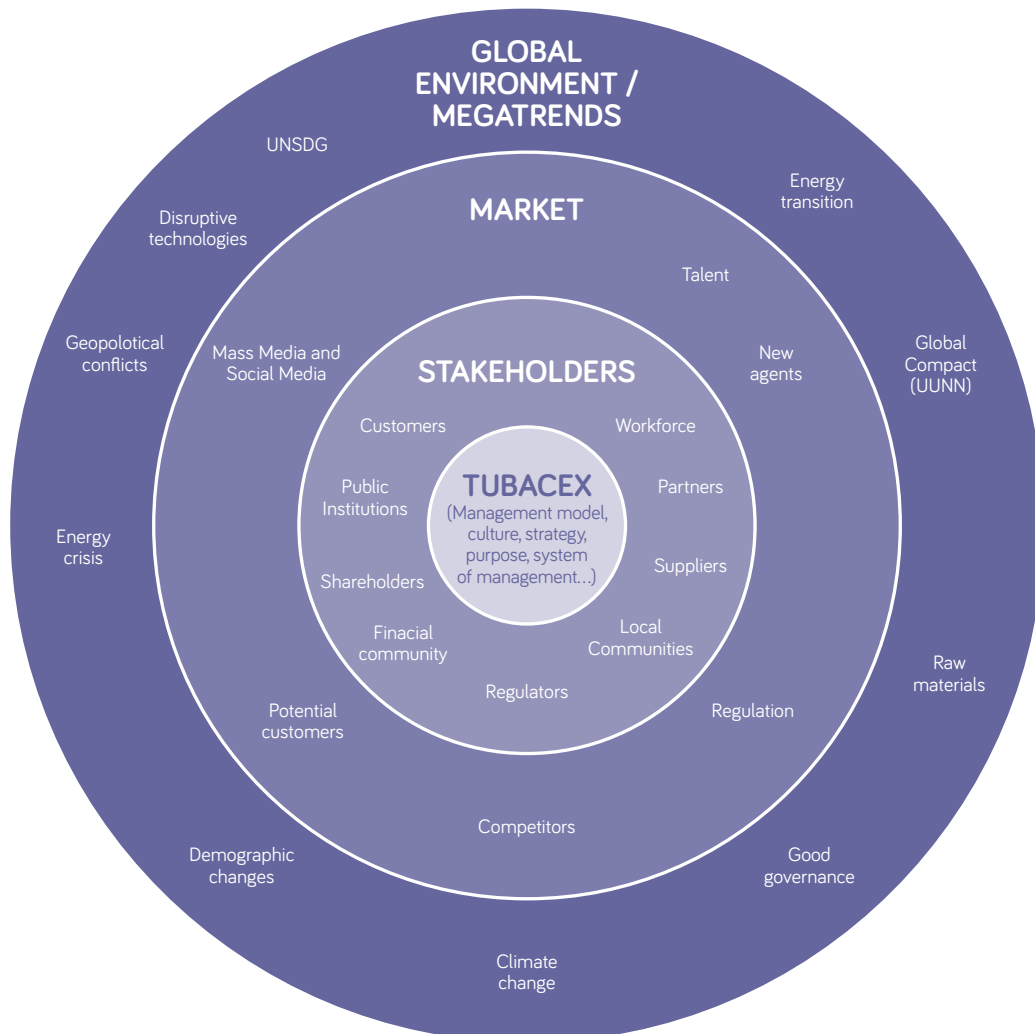 GLOBAL
ENVIRONMENT /
MEGATRENDS
UNSDG
Energy
transition
Disruptive
technologies
Geopolotical
conflicts
Global
Compact
(UUNN)
Energy
crisis
Raw
materials
Demographic
changes
Good
governance
Climate
change
MARKET
Talent
Mass Media and
Social Media
New
agents
Potential
customers
Regulation
Competitors
STAKEHOLDERS
Customers
Workforce
Public
Institutions
Partners
Shareholders
Suppliers
Finacial
community
Local
Communities
Regulators
TUBACEX
(Management model,
culture, strategy,
purpose, system
of management...)